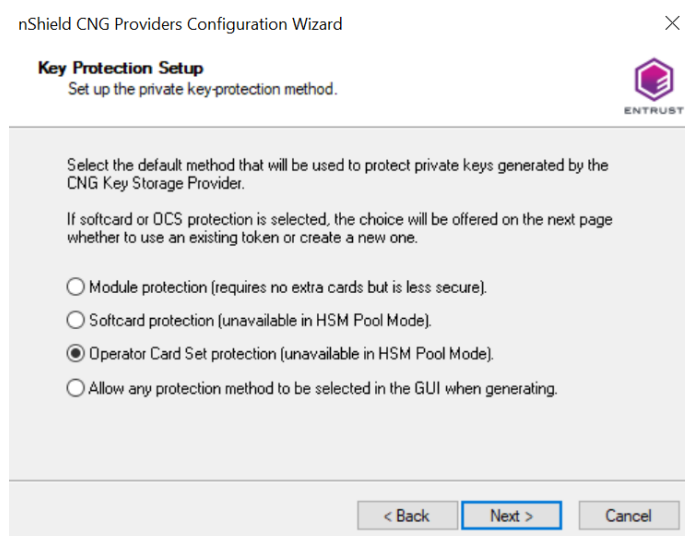 nShield CNG Providers Configuration Wizard
Key Protection Setup
Set up the private key-protection method.
ENTRUST
Select the default method that will be used to protect private keys generated by the
CNG Key Storage Provider.
If softcard or OCS protection is selected, the choice will be offered on the next page
whether to use an existing token or create a new one.
Module protection (requires no extra cards but is less secure).
Softcard protection (unavailable in HSM Pool Mode).
Operator Card Set protection (unavailable in HSM Pool Mode).
Allow any protection method to be selected in the GUI when generating.
< Back Next > Cancel